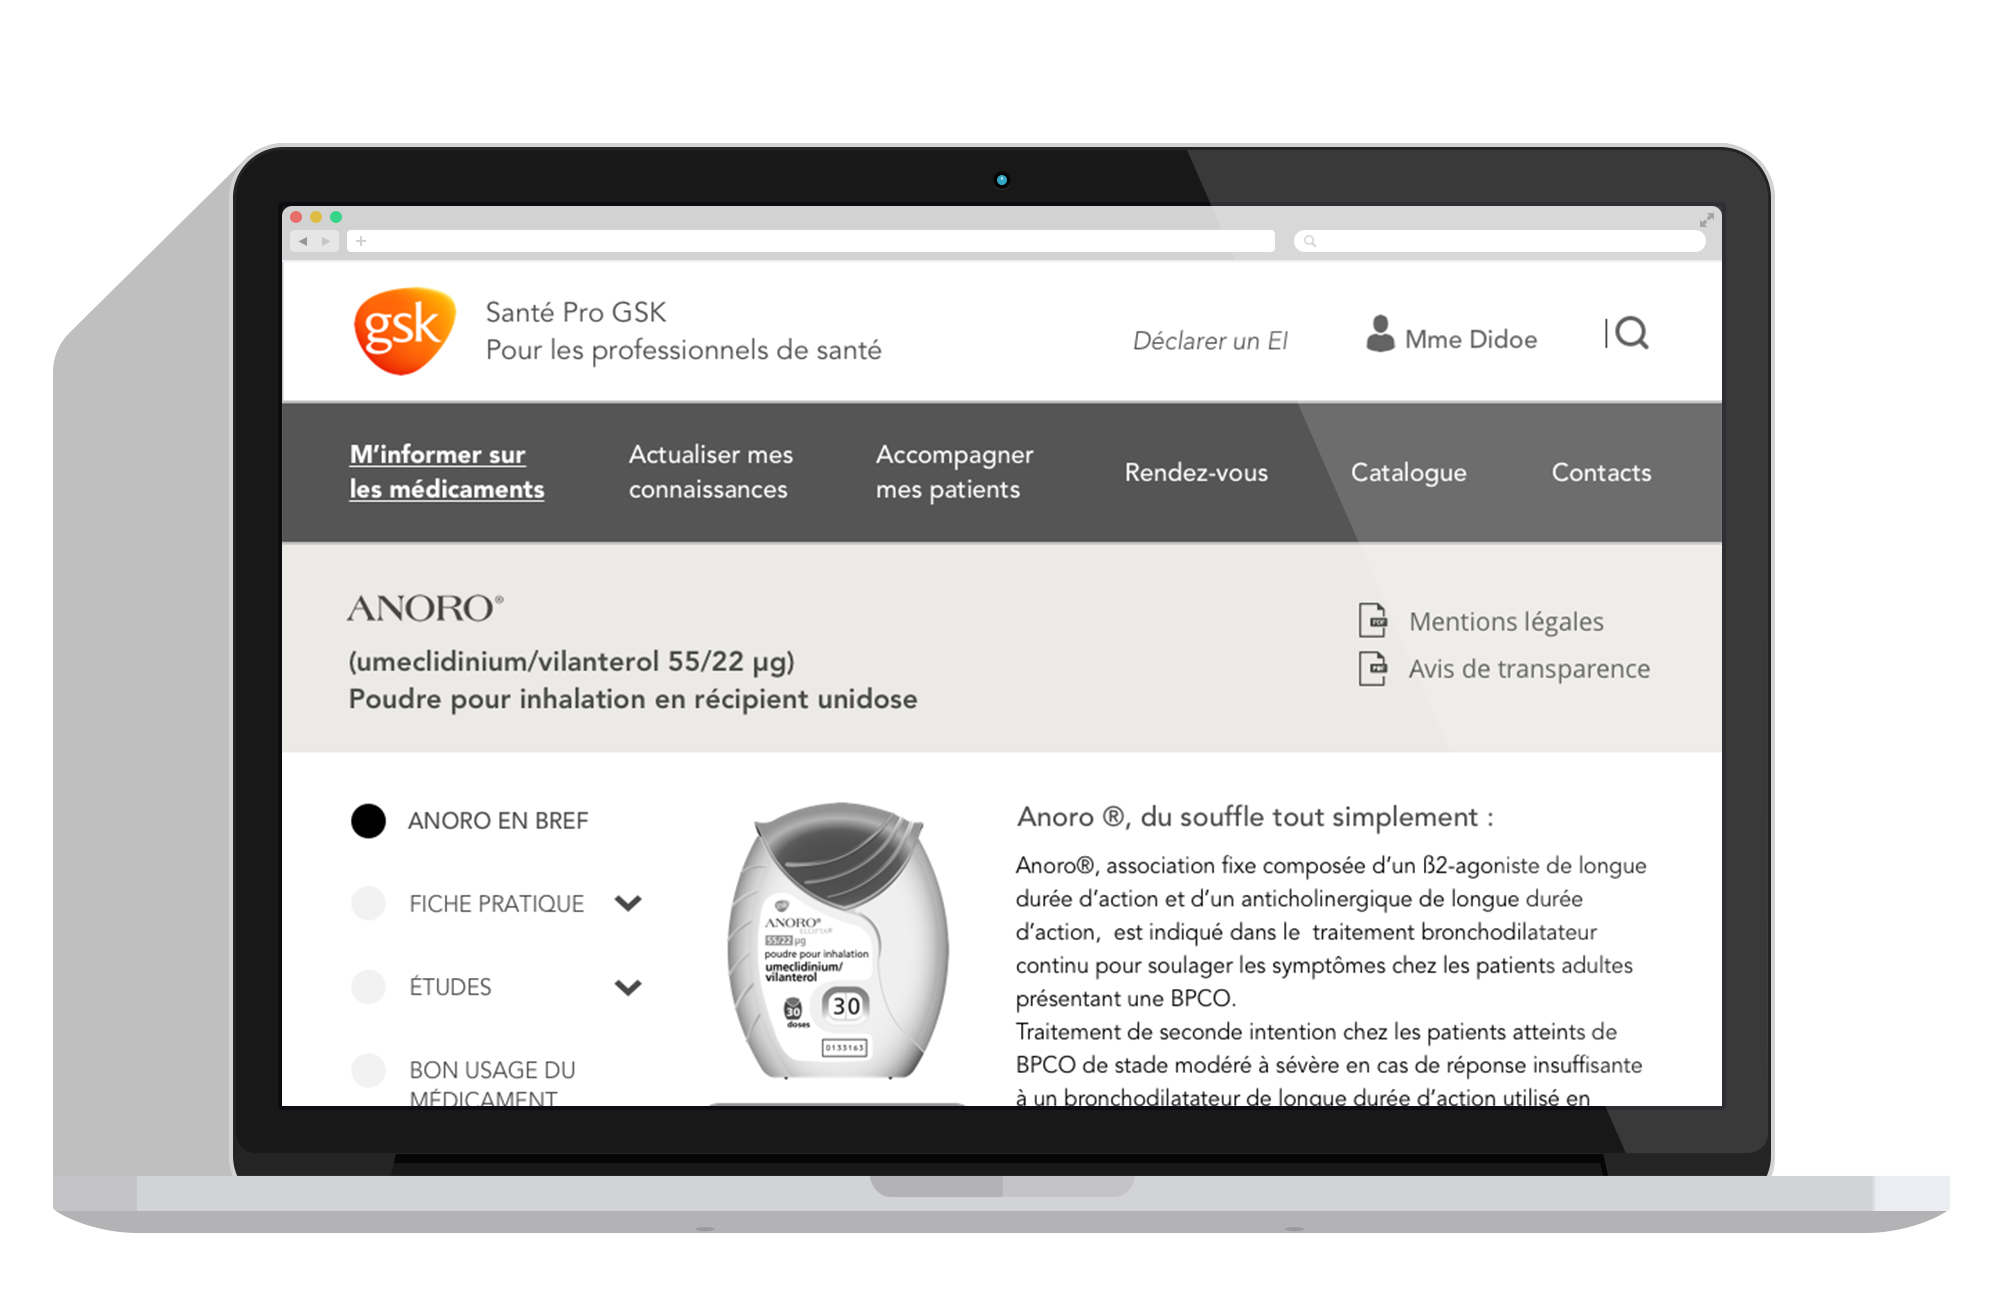 gsk
Santé Pro GSK
Pour les professionnels de santé
Déclarer un EI
Mme Didoe
M'informer sur
les médicaments
Actualiser mes
connaissances
Accompagner
mes patients
Rendez-vous
Catalogue
Contacts
ANORO®
(umeclidinium/vilanterol 55/22 µg)
Poudre pour inhalation en récipient unidose
PDF
Mentions légales
PDF
Avis de transparence
ANORO EN BREF
FICHE PRATIQUE
ÉTUDES
BON USAGE DU
MÉDICAMENT
ANORO®
ELLIPTA®
55/22 µg
poudre pour inhalation
umeclidinium/
vilanterol
30
doses
30
0133163
Anoro ®, du souffle tout simplement :
Anoro®, association fixe composée d'un ß2-agoniste de longue
durée d'action et d'un anticholinergique de longue durée
d'action, est indiqué dans le traitement bronchodilatateur
continu pour soulager les symptômes chez les patients adultes
présentant une BPCO.
Traitement de seconde intention chez les patients atteints de
BPCO de stade modéré à sévère en cas de réponse insuffisante
à un bronchodilatateur de longue durée d'action utilisé en